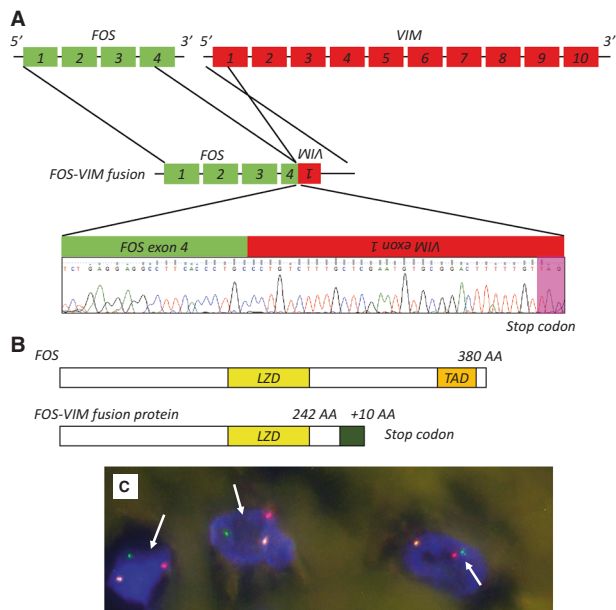 A
5’ FOS 3’ 5’ VIM 3’
1 2 3 4 1 2 3 4 5 6 7 8 9 10
FOS VIM
FOS-VIM fusion 1 2 3 4 1
FOS exon 4 VIM exon 1
TCTGAGGAGGCCTTCACCCTGCCCTGTCTTTGCTCGAATGTGCGGACTTTTTGTTAG
Stop codon
B
FOS 380 AA
LZD TAD
FOS-VIM fusion protein 242 AA +10 AA
LZD Stop codon
C